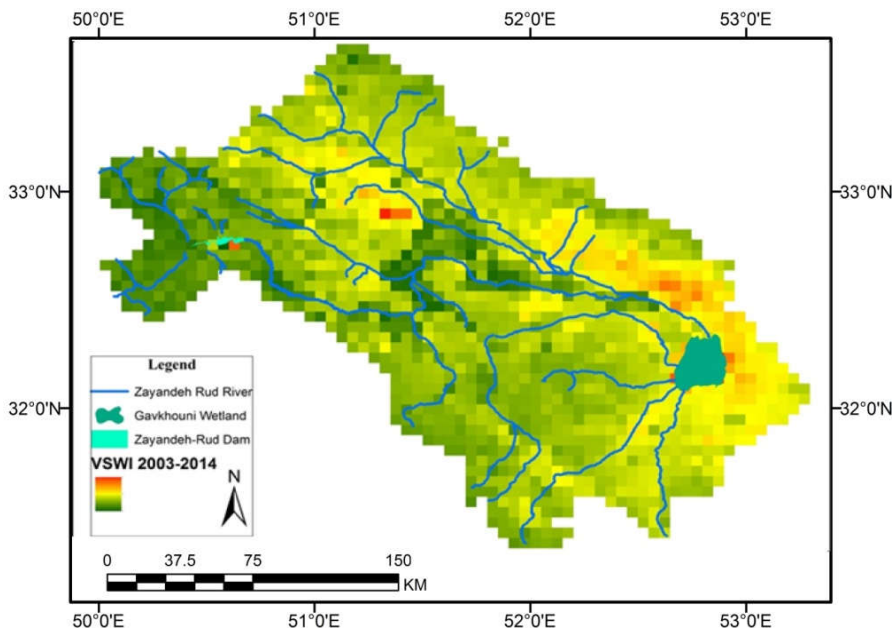 50°0'E 51°0'E 52°0'E 53°0'E
33°0'N 33°0'N
32°0'N 32°0'N
Legend
Zayandeh Rud River
Gavkhouni Wetland
Zayandeh-Rud Dam
VSWI 2003-2014
N
0 37.5 75 150
KM
50°0'E 51°0'E 52°0'E 53°0'E